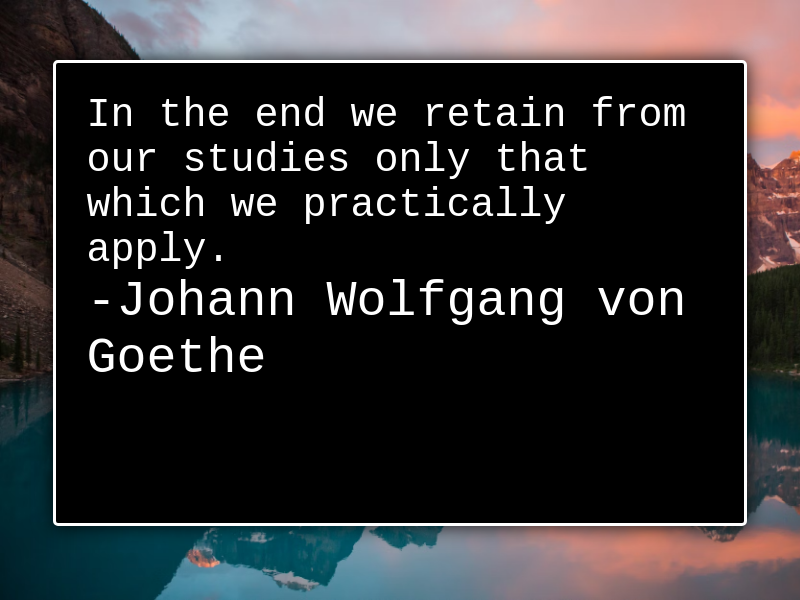 In the end we retain from
our studies only that
which we practically
apply.
-Johann Wolfgang von
Goethe